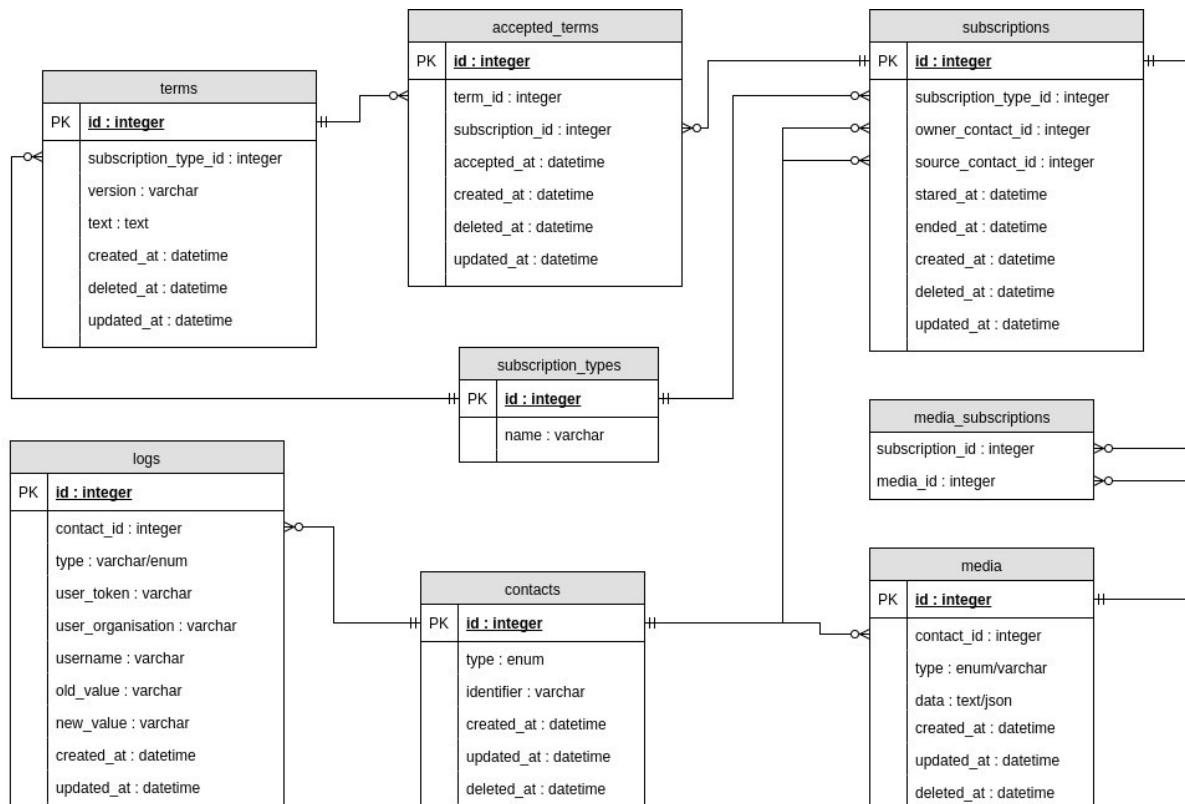 terms
PK id : integer
subscription_type_id : integer
version : varchar
text : text
created_at : datetime
deleted_at : datetime
updated_at : datetime
accepted_terms
PK id : integer
term_id : integer
subscription_id : integer
accepted_at : datetime
created_at : datetime
deleted_at : datetime
updated_at : datetime
subscriptions
PK id : integer
subscription_type_id : integer
owner_contact_id : integer
source_contact_id : integer
stared_at : datetime
ended_at : datetime
created_at : datetime
deleted_at : datetime
updated_at : datetime
subscription_types
PK id : integer
name : varchar
media_subscriptions
subscription_id : integer
media_id : integer
logs
PK id : integer
contact_id : integer
type : varchar/enum
user_token : varchar
user_organisation : varchar
username : varchar
old_value : varchar
new_value : varchar
created_at : datetime
updated_at : datetime
contacts
PK id : integer
type : enum
identifier : varchar
created_at : datetime
updated_at : datetime
deleted_at : datetime
media
PK id : integer
contact_id : integer
type : enum/varchar
data : text/json
created_at : datetime
updated_at : datetime
deleted_at : datetime